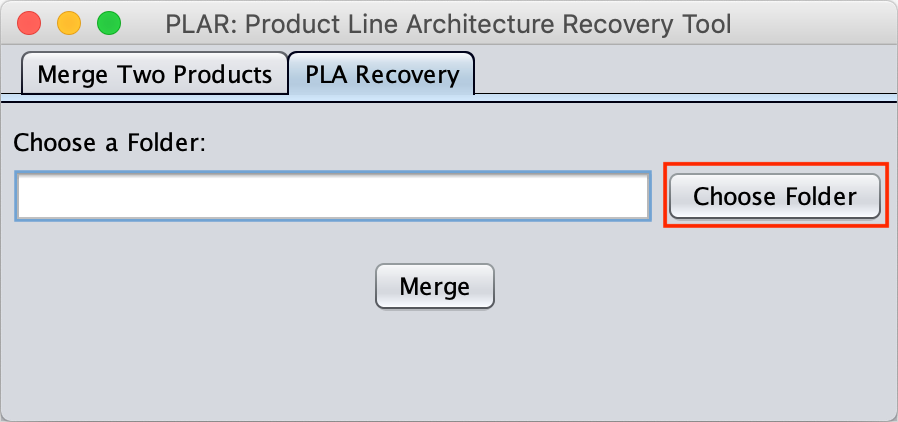 PLAR: Product Line Architecture Recovery Tool
Merge Two Products
PLA Recovery
Choose a Folder:
Choose Folder
Merge